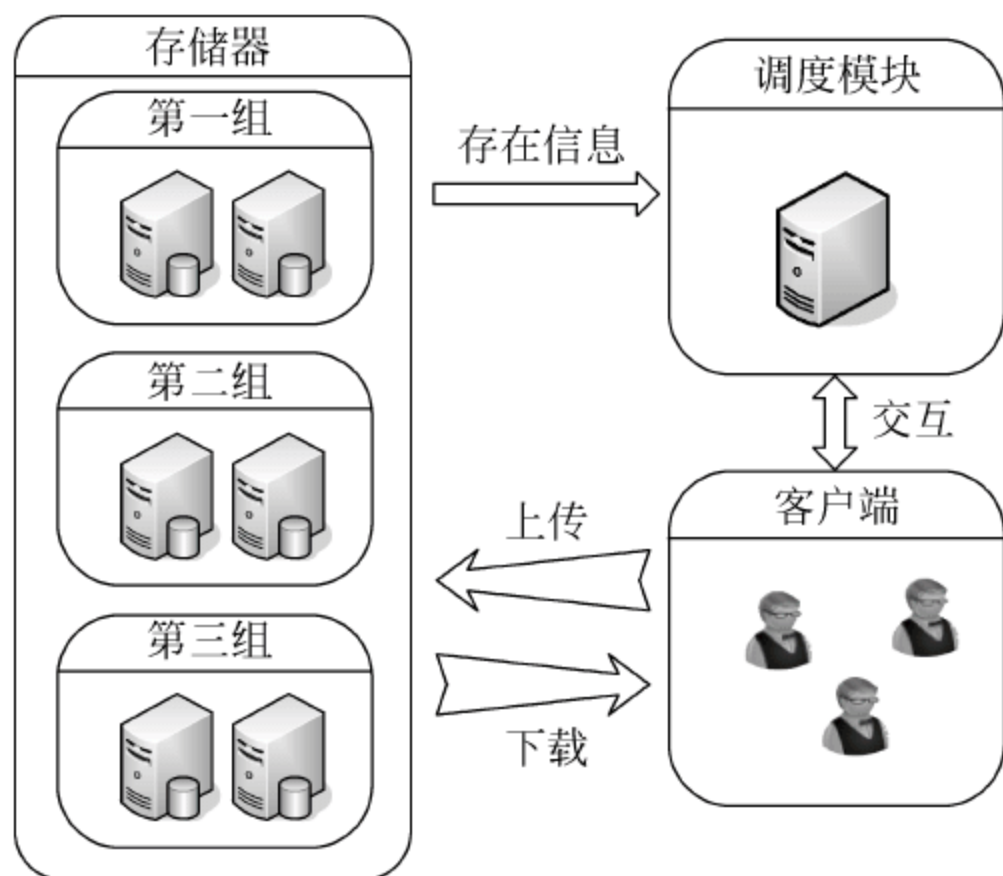 存储器
第一组
第二组
第三组
存在信息
调度模块
交互
客户端
上传
下载